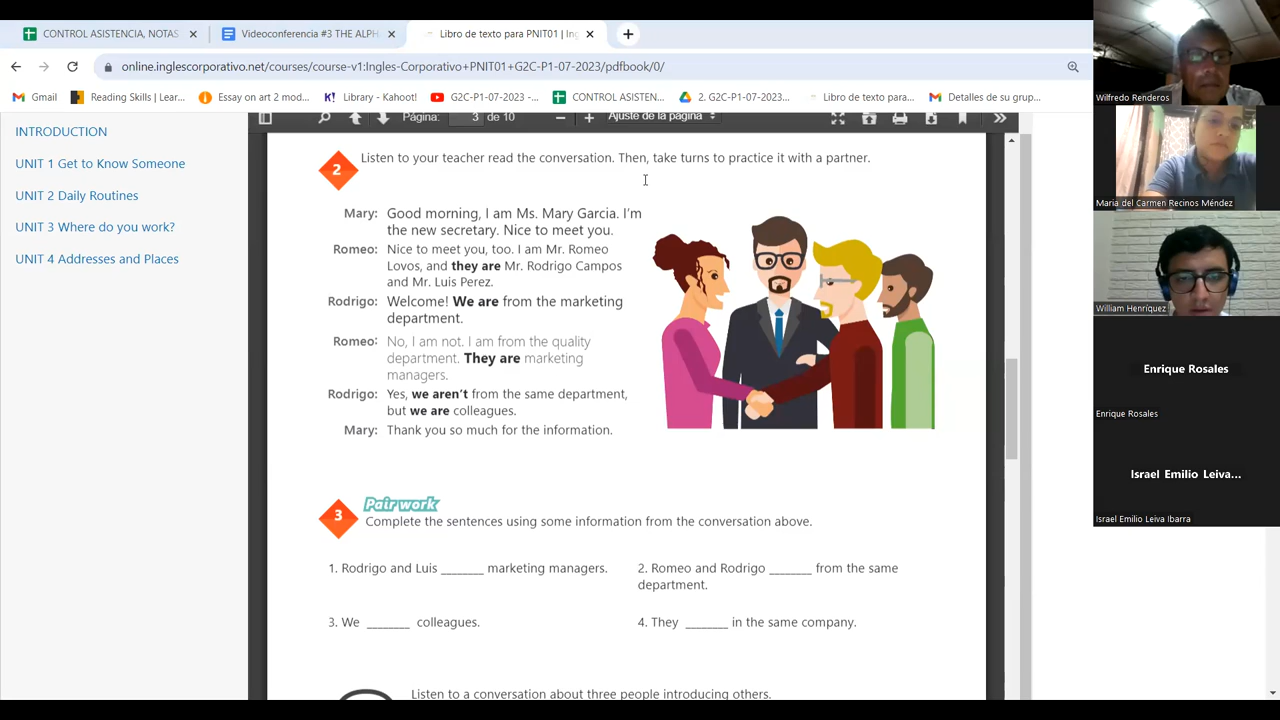 CONTROL ASISTENCIA, NOTAS
Videoconferencia #3 THE ALPH
Libro de texto para PNIT01 | Ing
online.inglescorporativo.net/courses/course-v1:Ingles-Corporativo+PNIT01+G2C-P1-07-2023/pdfbook/0/
Gmail
Reading Skills | Lear...
Essay on art 2 mod...
Library - Kahoot!
G2C-P1-07-2023 -...
CONTROL ASISTEN...
2. G2C-P1-07-2023...
Libro de texto para...
Detalles de su grup...
INTRODUCTION
UNIT 1 Get to Know Someone
UNIT 2 Daily Routines
UNIT 3 Where do you work?
UNIT 4 Addresses and Places
Página: 3 de 10
Ajuste de la página
2 Listen to your teacher read the conversation. Then, take turns to practice it with a partner.
Mary: Good morning, I am Ms. Mary Garcia. I'm
the new secretary. Nice to meet you.
Romeo: Nice to meet you, too. I am Mr. Romeo
Lovos, and they are Mr. Rodrigo Campos
and Mr. Luis Perez.
Rodrigo: Welcome! We are from the marketing
department.
Romeo: No, I am not. I am from the quality
department. They are marketing
managers.
Rodrigo: Yes, we aren't from the same department,
but we are colleagues.
Mary: Thank you so much for the information.
Pair work
3 Complete the sentences using some information from the conversation above.
1. Rodrigo and Luis _______ marketing managers.
2. Romeo and Rodrigo _______ from the same
department.
3. We _______ colleagues.
4. They _______ in the same company.
Listen to a conversation about three people introducing others.
Wilfredo Renderos
Maria del Carmen Recinos Méndez
William Henríquez
Enrique Rosales
Enrique Rosales
Israel Emilio Leiva...
Israel Emilio Leiva Ibarra